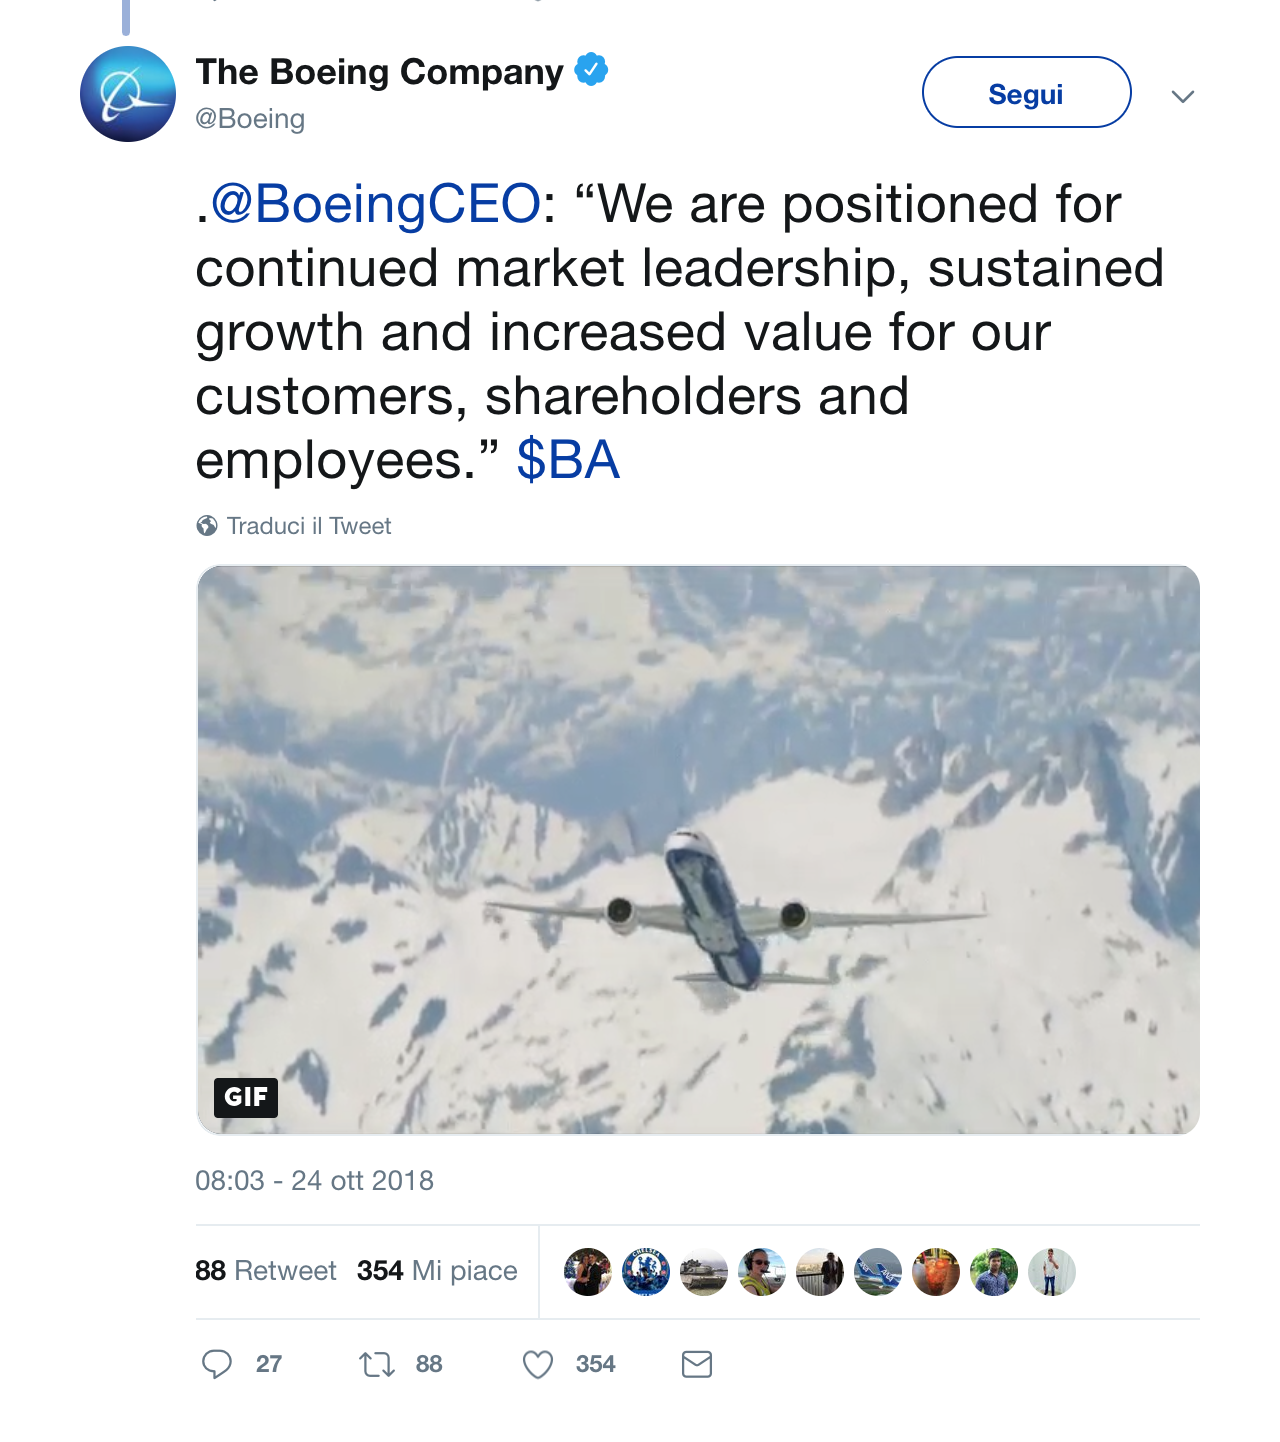 The Boeing Company
@Boeing
Segui
.@BoeingCEO: “We are positioned for
continued market leadership, sustained
growth and increased value for our
customers, shareholders and
employees.” $BA
Traduci il Tweet
GIF
08:03 - 24 ott 2018
88 Retweet 354 Mi piace
CHELSEA
27 88 354